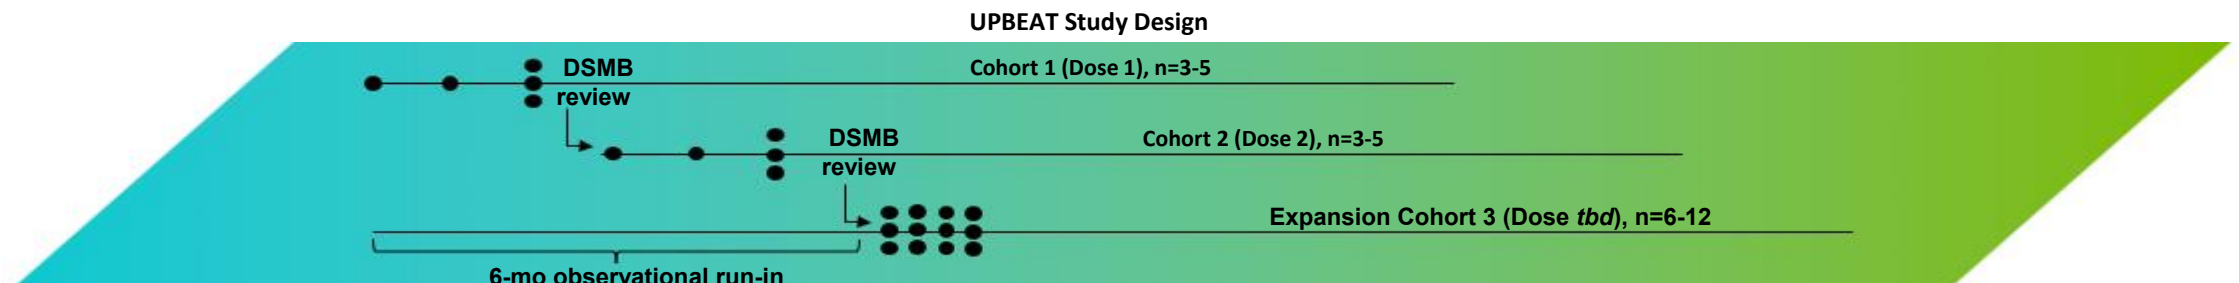 UPBEAT Study Design
DSMB
review
Cohort 1 (Dose 1), n=3-5
DSMB
review
Cohort 2 (Dose 2), n=3-5
Expansion Cohort 3 (Dose tbd), n=6-12
6-mo observational run-in